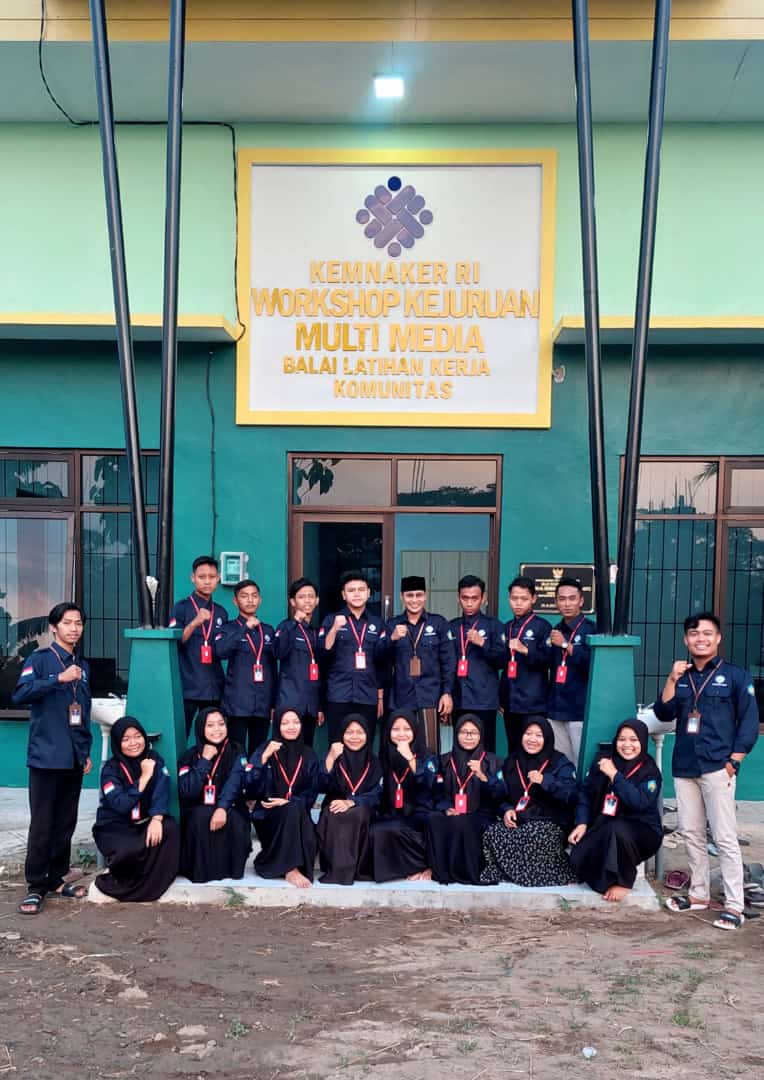 KEMNAKER RI
WORKSHOP KEJURUAN
MULTI MEDIA
BALAI LATIHAN KERJA
KOMUNITAS